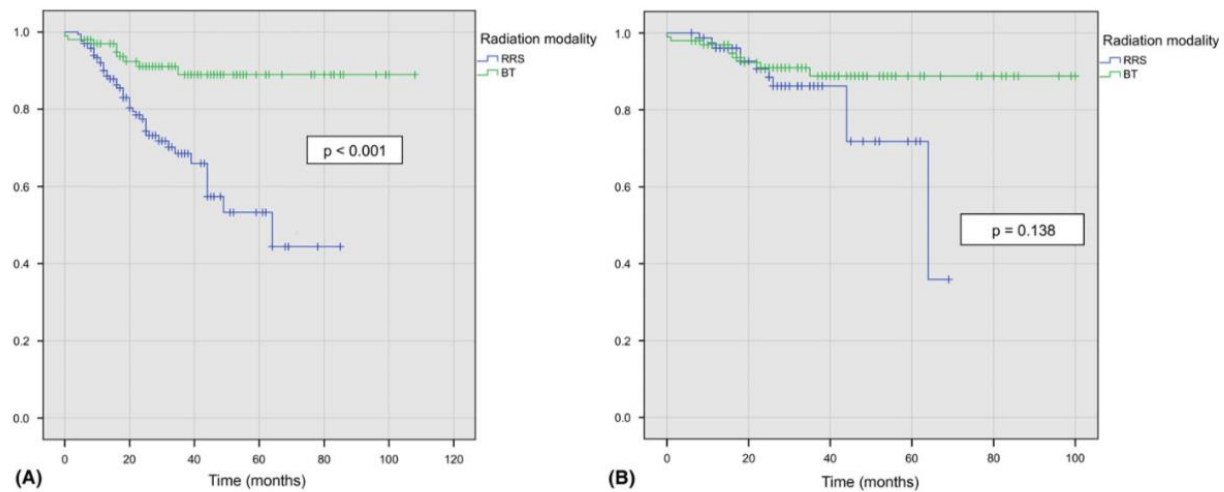 Radiation modality
RRS
BT
1.0
0.8
0.6
0.4
0.2
0.0
p < 0.001
0 20 40 60 80 100 120
Time (months)
(A)
Radiation modality
RRS
BT
1.0
0.8
0.6
0.4
0.2
0.0
p = 0.138
0 20 40 60 80 100
Time (months)
(B)